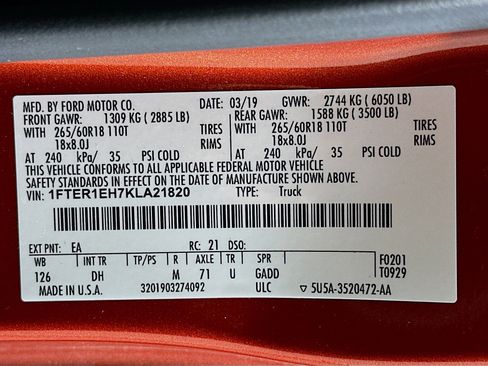 MFD. BY FORD MOTOR CO. DATE: 03/19 GVWR: 2744 KG ( 6050 LB)
FRONT GAWR: 1309 KG ( 2885 LB) REAR GAWR: 1588 KG ( 3500 LB)
WITH 265/60R18 110T TIRES WITH 265/60R18 110T TIRES
18x8.0J RIMS 18x8.0J RIMS
AT 240 kPa/ 35 PSI COLD AT 240 kPa/ 35 PSI COLD
THIS VEHICLE CONFORMS TO ALL APPLICABLE FEDERAL MOTOR VEHICLE
SAFETY STANDARDS IN EFFECT ON THE DATE OF MANUFACTURE SHOWN ABOVE.
VIN: 1FTER1EH7KLA21820 TYPE: Truck
EXT PNT: EA RC: 21 DSO:
WB INT TR TP/PS R AXLE TR SPR F0201
126 DH M 71 U GADD T0929
MADE IN U.S.A. 3201903274092 ULC ▽ 5U5A-3520472-AA